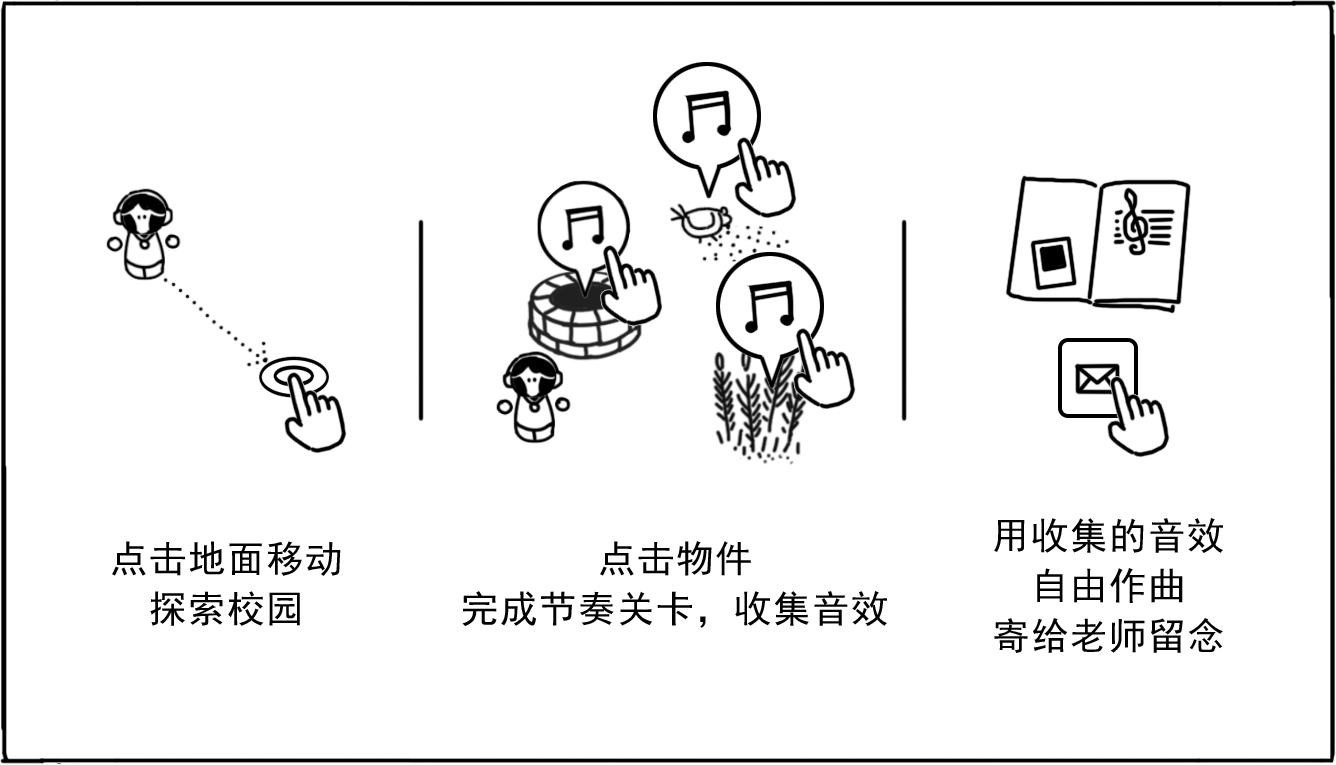 点击地面移动
探索校园
点击物件
完成节奏关卡，收集音效
用收集的音效
自由作曲
寄给老师留念